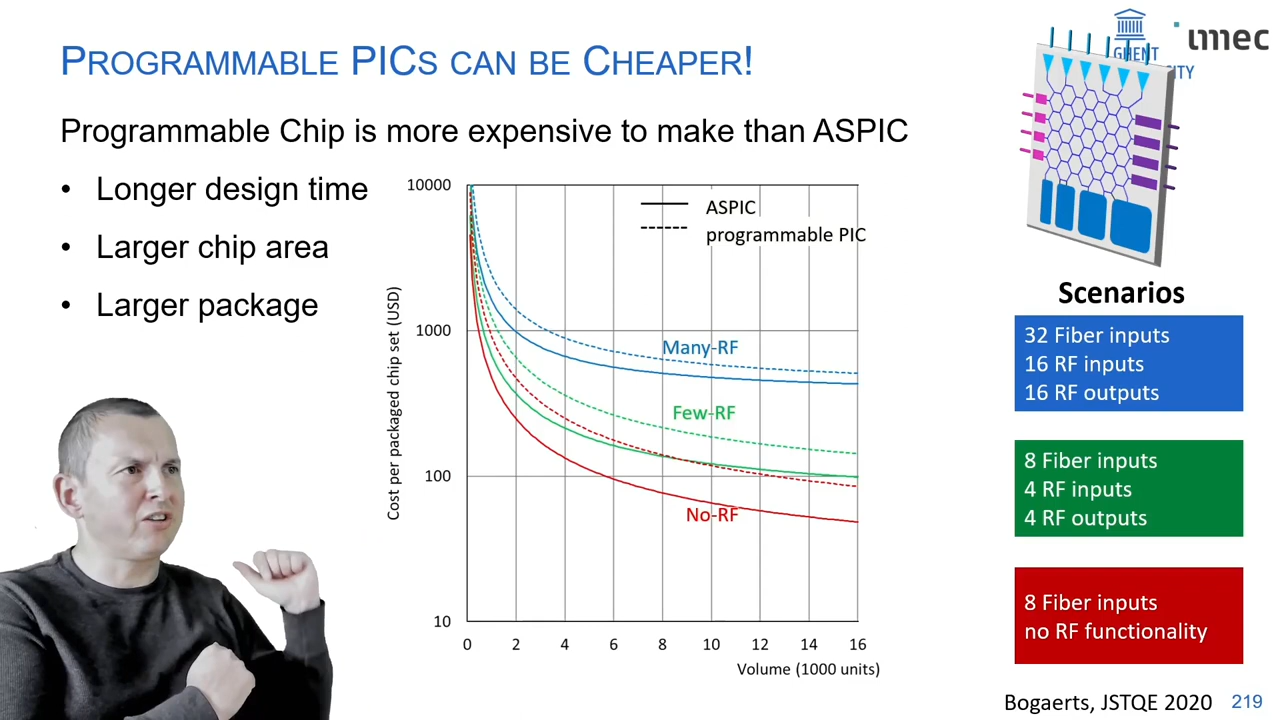 PROGRAMMABLE PICS CAN BE CHEAPER!
GHENT
ITY
imec
Programmable Chip is more expensive to make than ASPIC
• Longer design time
• Larger chip area
• Larger package
Cost per packaged chip set (USD)
10000
1000
100
10
ASPIC
programmable PIC
Many-RF
Few-RF
No-RF
0 2 4 6 8 10 12 14 16
Volume (1000 units)
Scenarios
32 Fiber inputs
16 RF inputs
16 RF outputs
8 Fiber inputs
4 RF inputs
4 RF outputs
8 Fiber inputs
no RF functionality
Bogaerts, JSTQE 2020 219